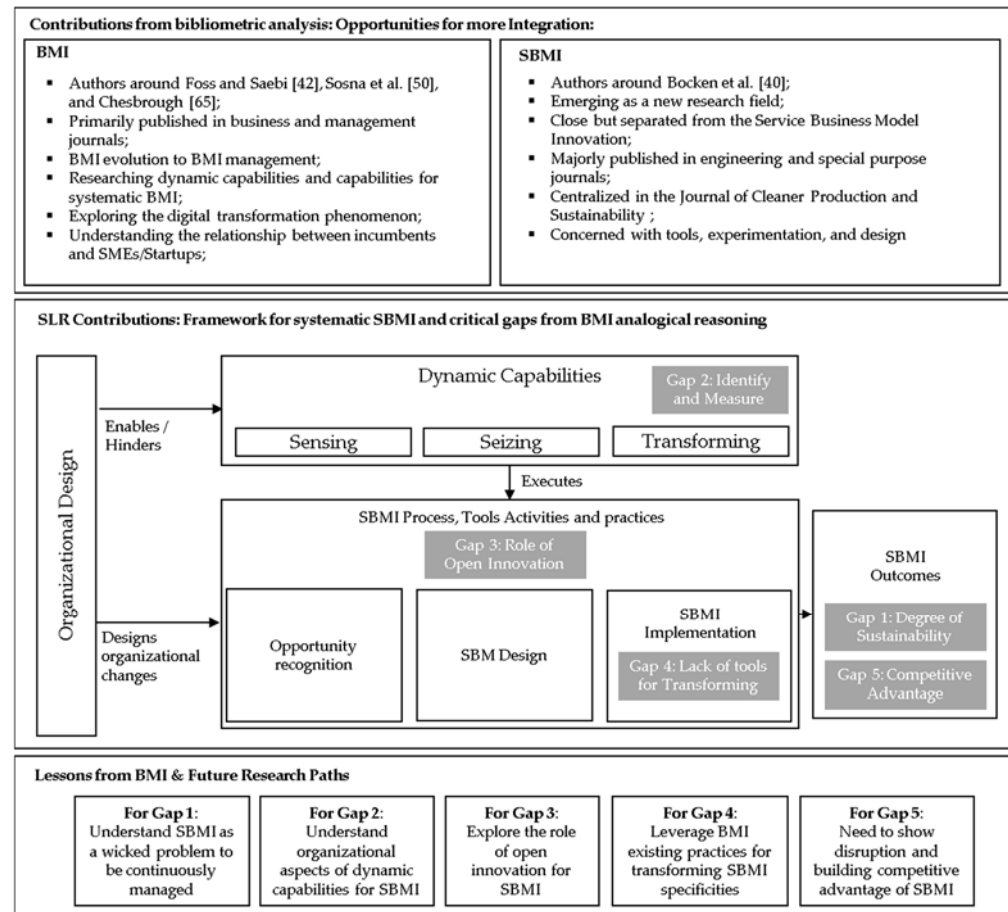 Contributions from bibliometric analysis: Opportunities for more Integration:
BMI
▪ Authors around Foss and Saebi [42], Sosna et al. [50],
and Chesbrough [65];
▪ Primarily published in business and management
journals;
▪ BMI evolution to BMI management;
▪ Researching dynamic capabilities and capabilities for
systematic BMI;
▪ Exploring the digital transformation phenomenon;
▪ Understanding the relationship between incumbents
and SMEs/Startups;
SBMI
▪ Authors around Bocken et al. [40];
▪ Emerging as a new research field;
▪ Close but separated from the Service Business Model
Innovation;
▪ Majorly published in engineering and special purpose
journals;
▪ Centralized in the Journal of Cleaner Production and
Sustainability ;
▪ Concerned with tools, experimentation, and design
SLR Contributions: Framework for systematic SBMI and critical gaps from BMI analogical reasoning
Organizational Design
Enables /
Hinders
Designs
organizational
changes
Dynamic Capabilities
Gap 2: Identify
and Measure
Sensing
Seizing
Transforming
Executes
SBMI Process, Tools Activities and practices
Gap 3: Role of
Open Innovation
Opportunity
recognition
SBM Design
SBMI
Implementation
Gap 4: Lack of tools
for Transforming
SBMI
Outcomes
Gap 1: Degree of
Sustainability
Gap 5: Competitive
Advantage
Lessons from BMI & Future Research Paths
For Gap 1:
Understand SBMI as
a wicked problem to
be continuously
managed
For Gap 2:
Understand
organizational
aspects of dynamic
capabilities for SBMI
For Gap 3:
Explore the role
of open
innovation for
SBMI
For Gap 4:
Leverage BMI
existing practices for
transforming SBMI
specificities
For Gap 5:
Need to show
disruption and
building competitive
advantage of SBMI